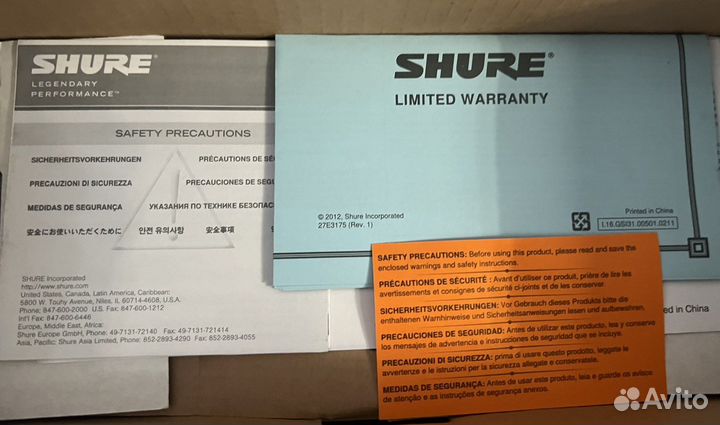 SHURE®
LEGENDARY
PERFORMANCE™
SAFETY PRECAUTIONS
SICHERHEITSVORKEHRUNGEN
PRÉCAUTIONS DE
PRECAUZIONI DI SICUREZZA
PRECAUCIONES DE
MEDIDAS DE SEGURANÇA
УКАЗАНИЯ ПО ТЕХНИКЕ
安全にお使いいただくために
안전 유의사항
安全事项
SHURE Incorporated
http://www.shure.com
United States, Canada, Latin America, Caribbean:
5800 W. Touhy Avenue, Niles, IL 60714-4608, U.S.A.
Phone: 847-600-2000 U.S. Fax: 847-600-1212
Int'l Fax: 847-600-6446
Europe, Middle East, Africa:
Shure Europe GmbH, Phone: 49-7131-72140 Fax: 49-7131-721414
Asia, Pacific: Shure Asia Limited, Phone: 852-2893-4290 Fax: 852-2893-4055
SHURE®
LIMITED WARRANTY
© 2012, Shure Incorporated
27E3175 (Rev. 1)
Printed in China
I.16.GSI31.00501.0211
in China
SAFETY PRECAUTIONS: Before using this product, please read and save the
enclosed warnings and safety instructions.
PRÉCAUTIONS DE SÉCURITÉ : Avant d'utiliser ce produit, prière de lire les
avertissements et consignes de sécurité ci-joints et de les conserver.
SICHERHEITSVORKEHRUNGEN: Vor Gebrauch dieses Produktes bitte die
enthaltenen Warnhinweise und Sicherheitsanweisungen lesen und aufbewahren.
PRECAUCIONES DE SEGURIDAD: Antes de utilizar este producto, lea y conserve
los mensajes de advertencia e instrucciones de seguridad que se incluye.
PRECAUZIONI DI SICUREZZA: prima di usare questo prodotto, leggete le
avvertenze e le istruzioni per la sicurezza allegate e conservatele.
MEDIDAS DE SEGURANÇA: Antes de usar este produto, leia e guarde os avisos
de atenção e as instruções de segurança anexos.
Avito